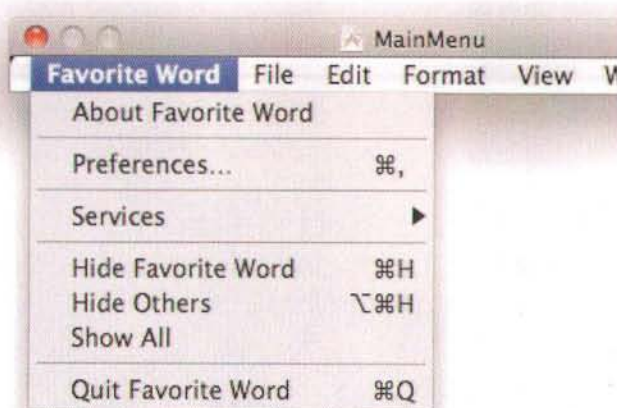 MainMenu
Favorite Word File Edit Format View W
About Favorite Word
Preferences... ⌘,
Services ▶
Hide Favorite Word ⌘H
Hide Others ⌥⌘H
Show All
Quit Favorite Word ⌘Q